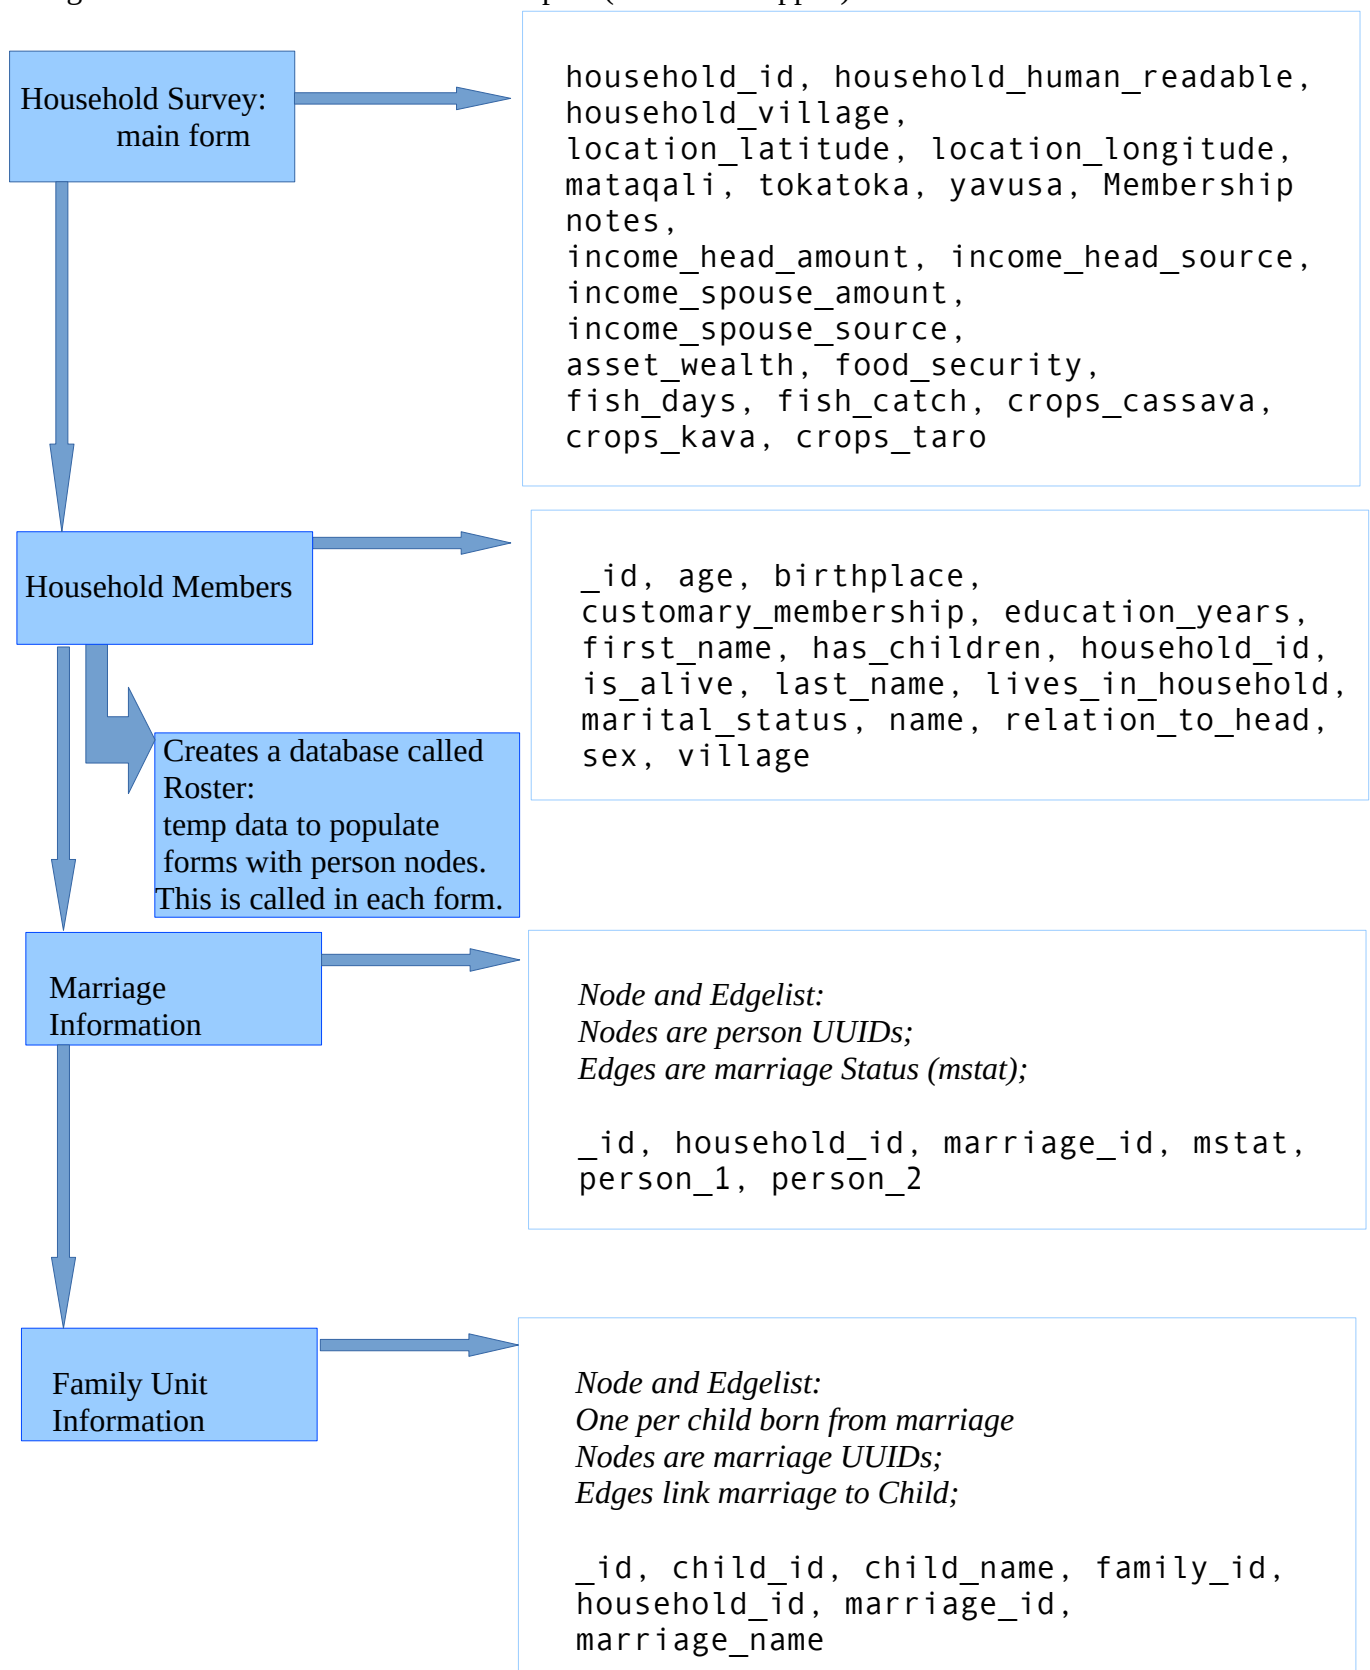 Household Survey:
main form
household_id, household_human_readable,
household_village,
location_latitude, location_longitude,
mataqali, tokatoka, yavusa, Membership
notes,
income_head_amount, income_head_source,
income_spouse_amount,
income_spouse_source,
asset_wealth, food_security,
fish_days, fish_catch, crops_cassava,
crops_kava, crops_taro
Household Members
_id, age, birthplace,
customary_membership, education_years,
first_name, has_children, household_id,
is_alive, last_name, lives_in_household,
marital_status, name, relation_to_head,
sex, village
Creates a database called
Roster:
temp data to populate
forms with person nodes.
This is called in each form.
Marriage
Information
Node and Edgelist:
Nodes are person UUIDs;
Edges are marriage Status (mstat);
_id, household_id, marriage_id, mstat,
person_1, person_2
Family Unit
Information
Node and Edgelist:
One per child born from marriage
Nodes are marriage UUIDs;
Edges link marriage to Child;
_id, child_id, child_name, family_id,
household_id, marriage_id,
marriage_name